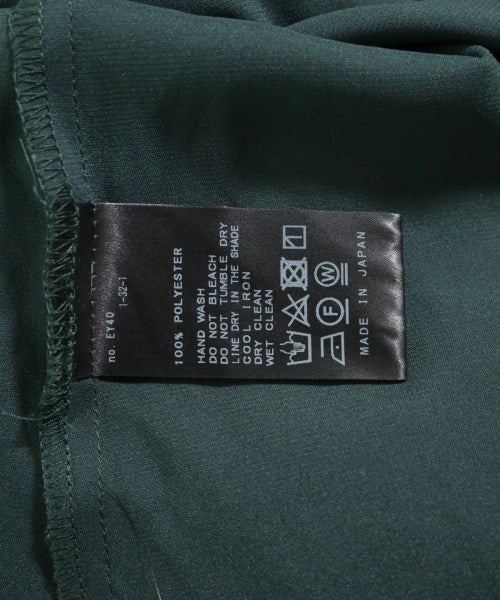 no. EY40 1-32-1
100% POLYESTER
HAND WASH
DO NOT BLEACH
DO NOT TUMBLE DRY
LINE DRY IN THE SHADE
COOL IRON
DRY CLEAN
WET CLEAN
F W
MADE IN JAPAN